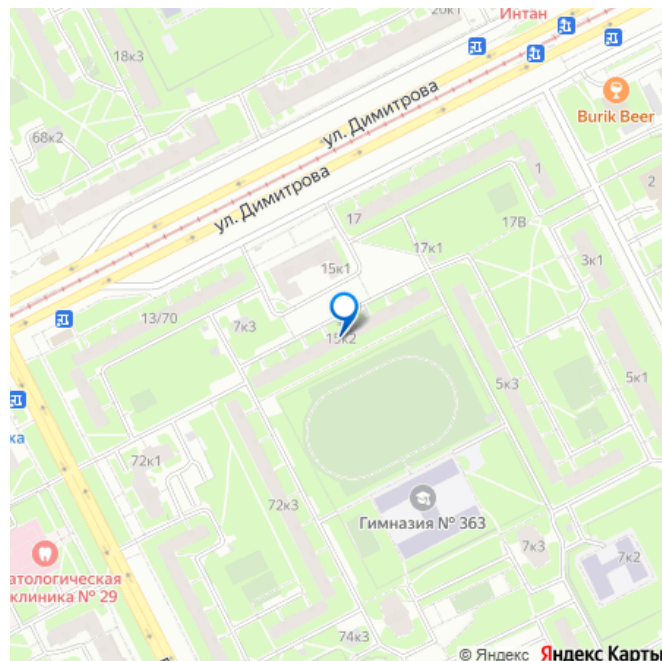 20к1
Интан
18к3
ул. Димитрова
Burik Beer
68к2
ул. Димитрова
1
2
17
17В
17к1
3к1
15к1
13/70
7к3
15к2
5к3
5к1
ка
72к1
72к3
Гимназия № 363
7к3
7к2
атологическая
клиника № 29
74к3
© Яндекс Яндекс Карты